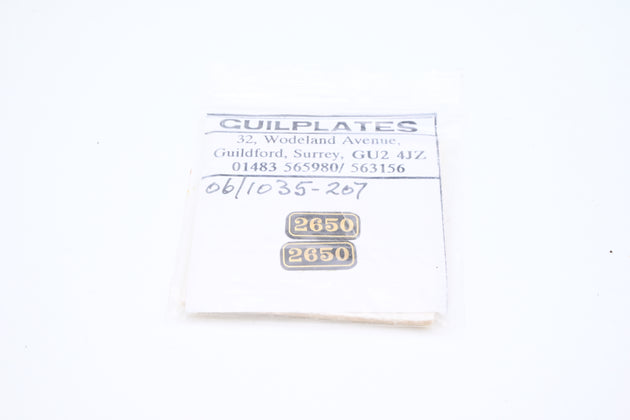 GUILPLATES
32, Wodeland Avenue,
Guildford, Surrey, GU2 4JZ
01483 565980/ 563156
06/1035-207
2650
2650